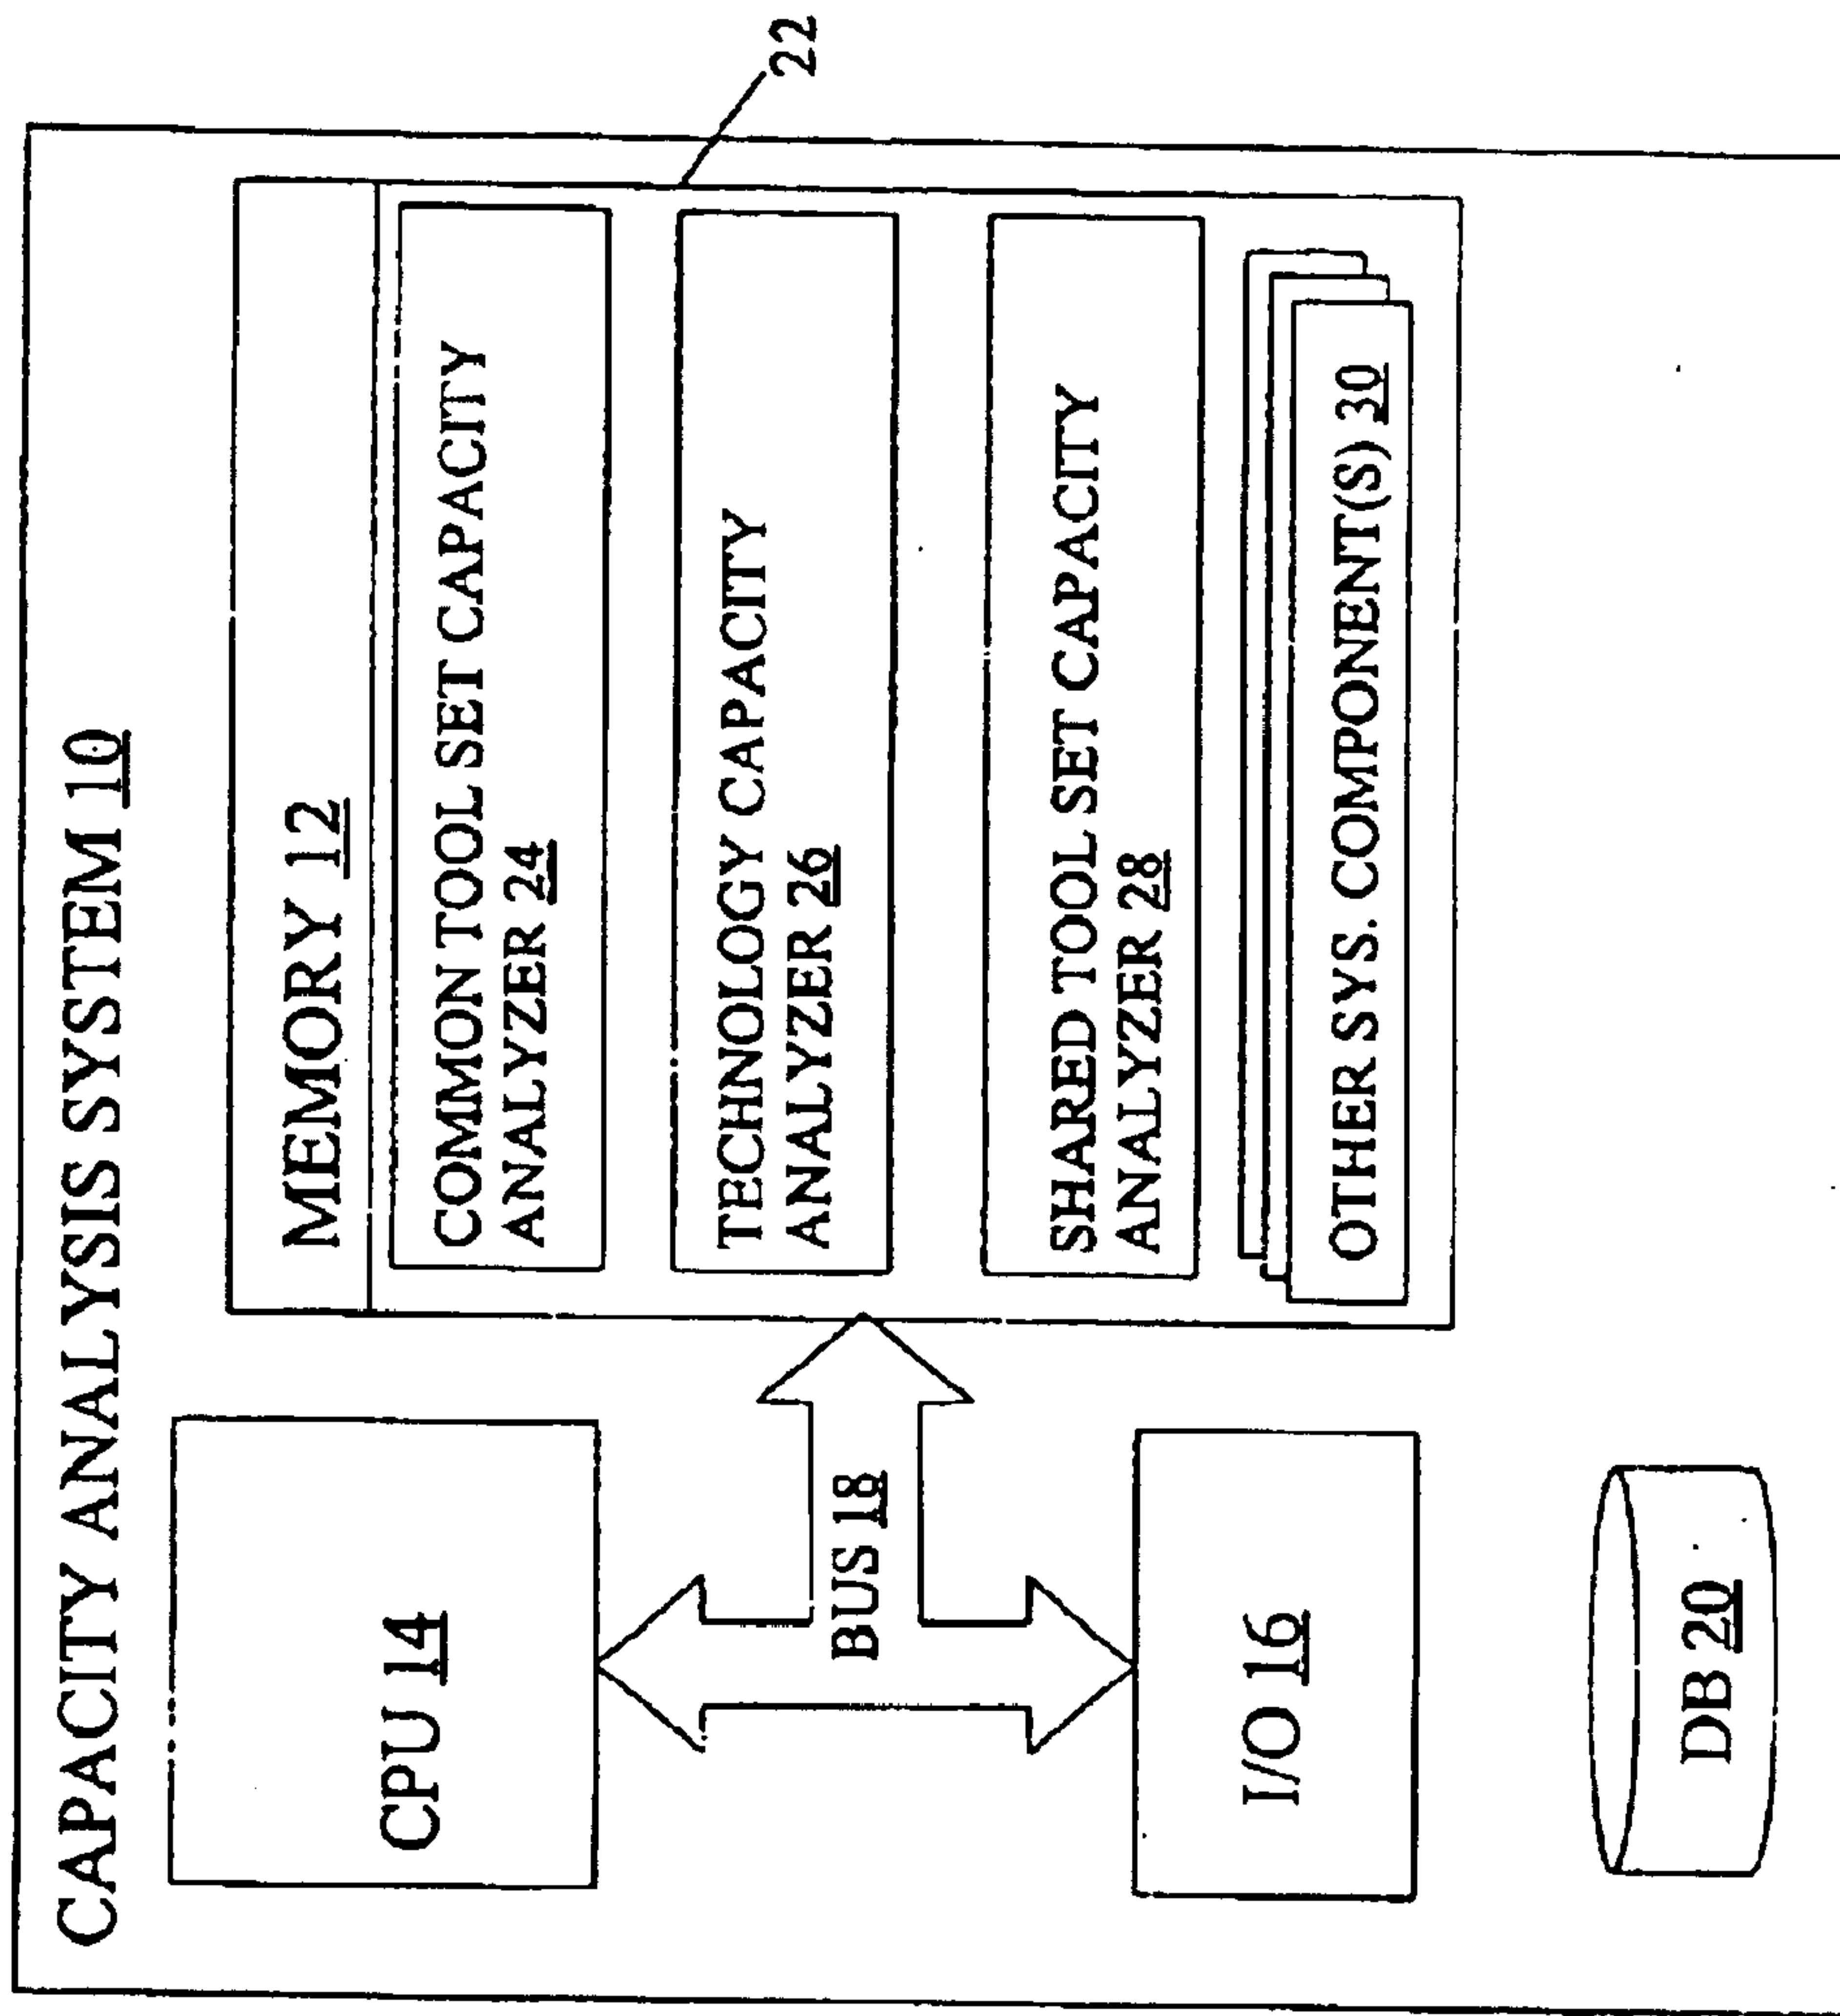 CAPACITY ANALYSIS SYSTEM 10
CPU 14
BUS 18
I/O 16
DB 20
MEMORY 12
COMMON TOOL SET CAPACITY
ANALYZER 24
TECHNOLOGY CAPACITY
ANALYZER 26
SHARED TOOL SET CAPACITY
ANALYZER 28
OTHER SYS. COMPONENT(S) 30
22